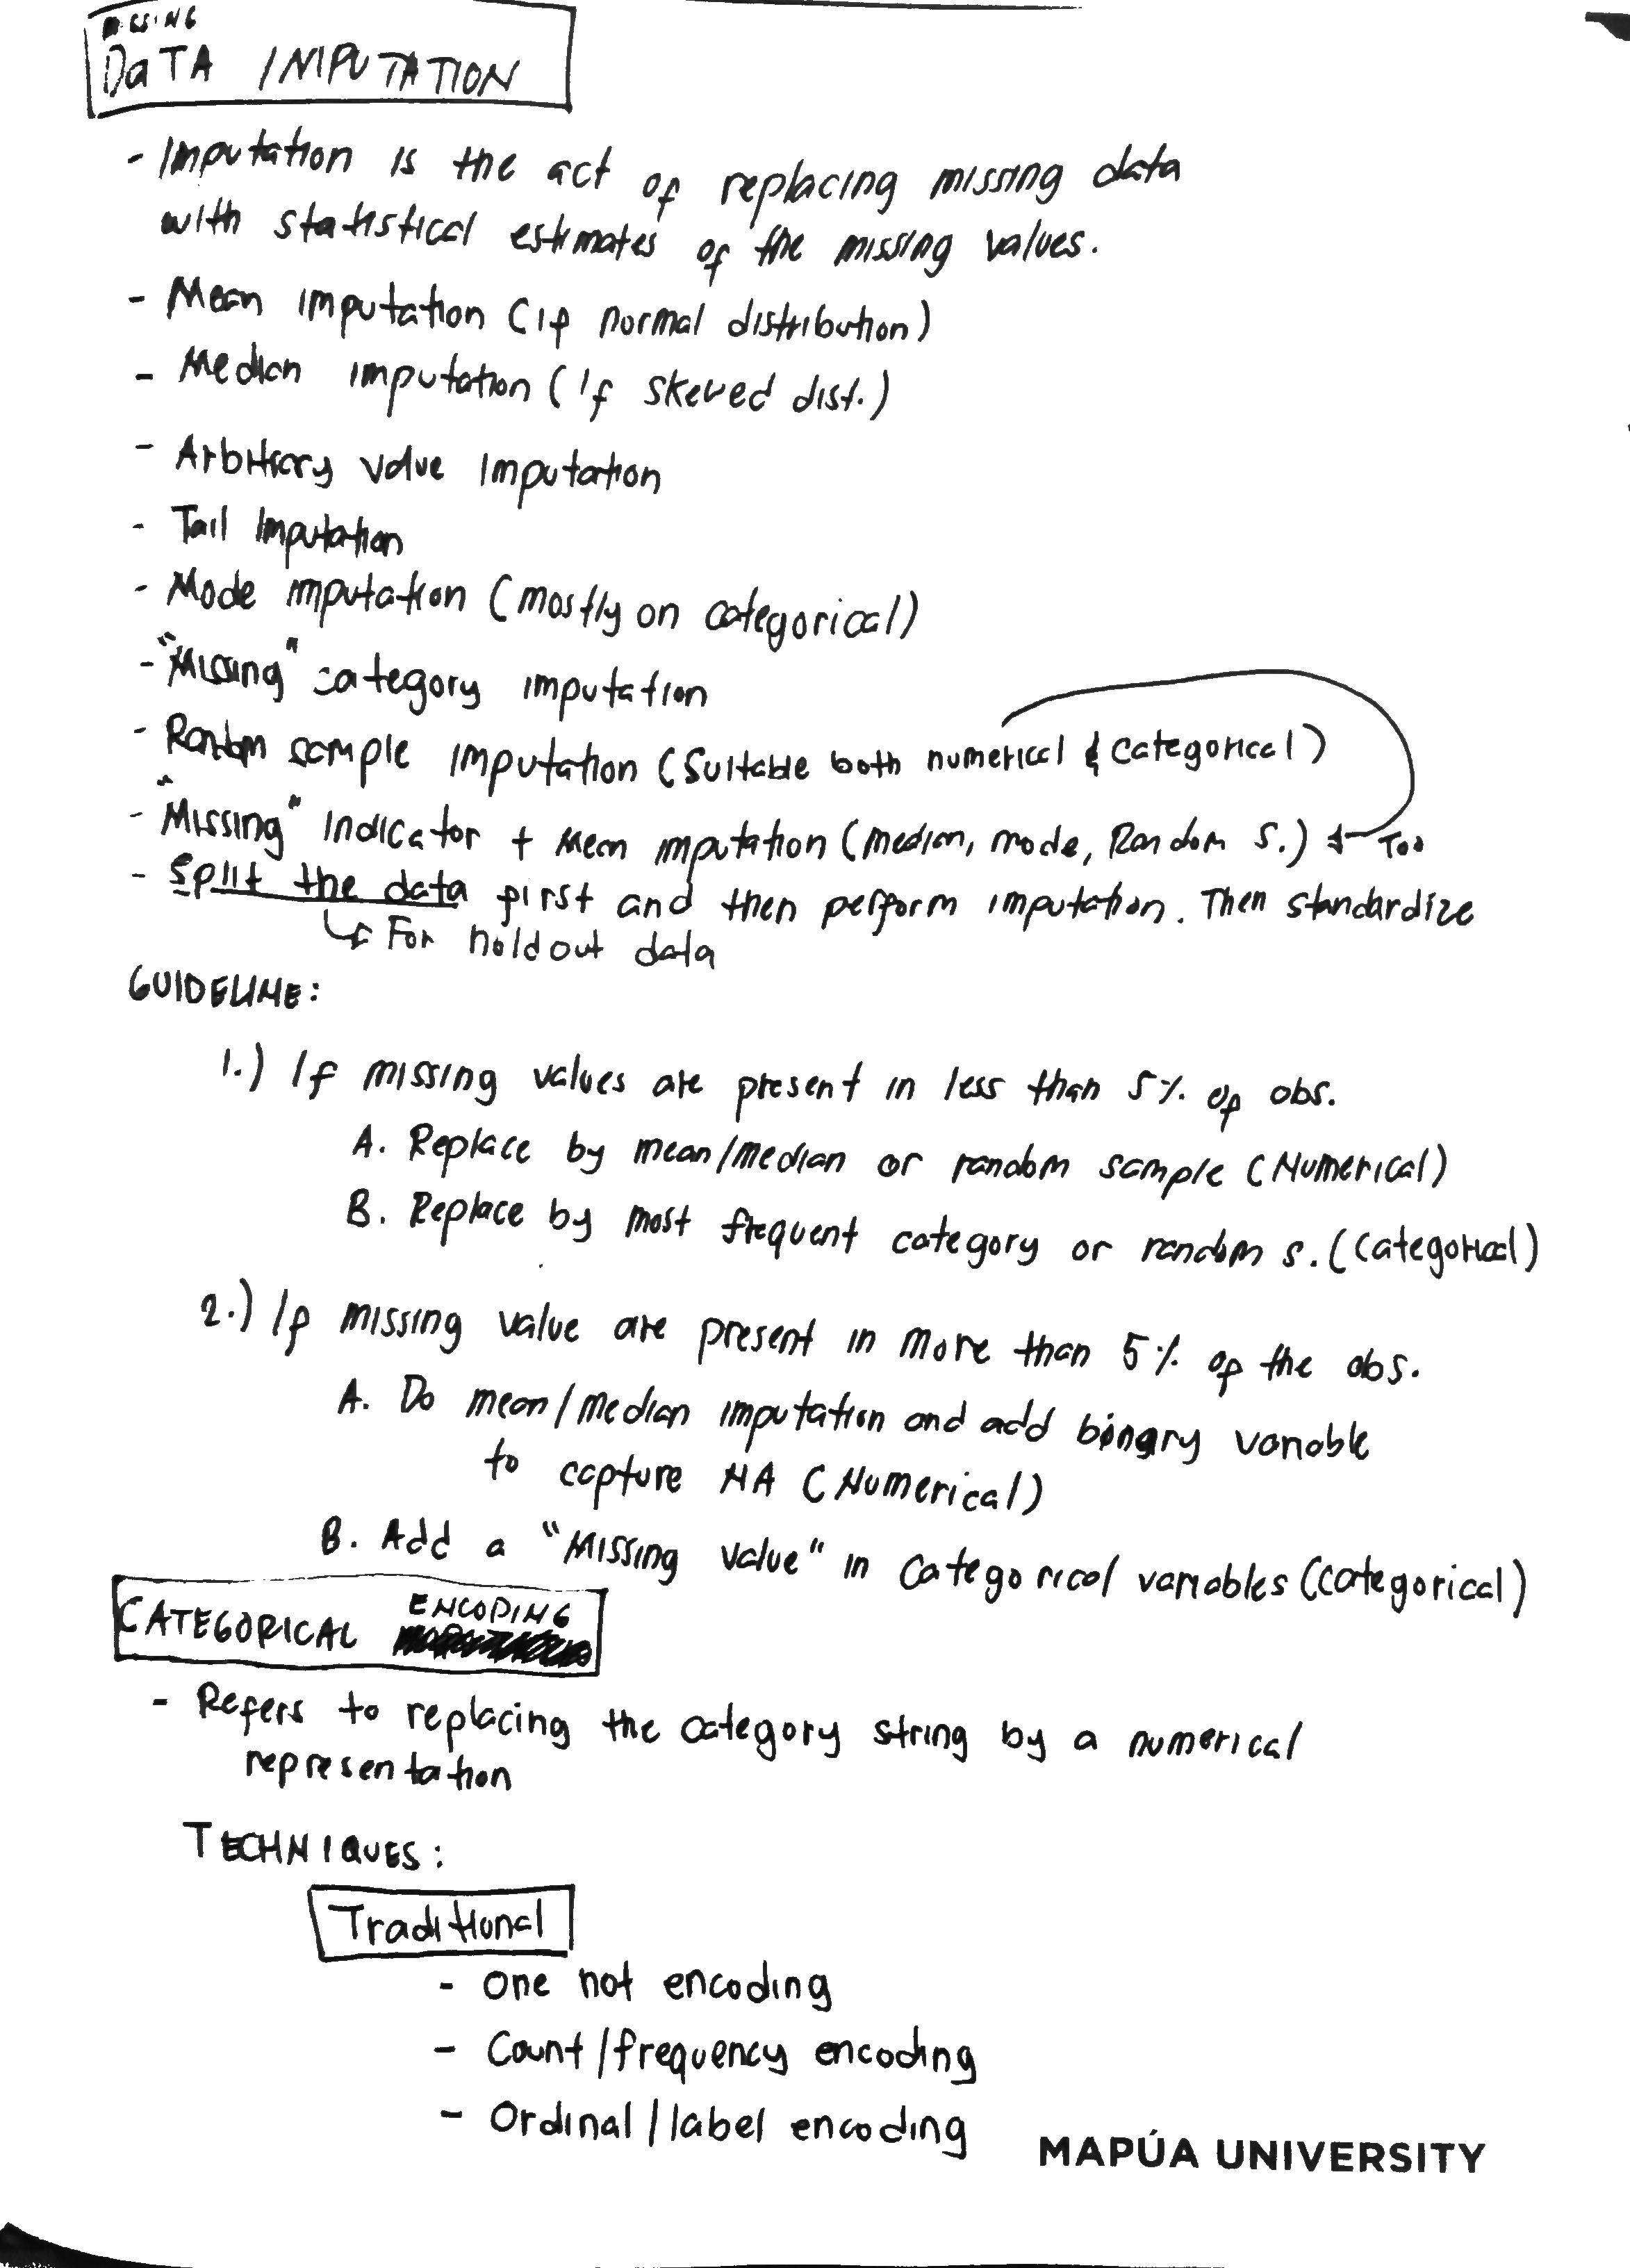 MISSING
DaTA IMPUTATION
- Imputation is the act of replacing missing data
with statistical estimates of the missing values.
- Mean imputation (if normal distribution)
- Median imputation (if skewed dist.)
- Arbitrary value imputation
- Tail Imputation
- Mode imputation (mostly on categorical)
- "Missing" category imputation
- Random sample imputation (Suitable both numerical & categorical)
- "Missing" indicator + Mean imputation (median, mode, Random S.) ← Too
- Split the data first and then perform imputation. Then standardize
↳ For holdout data
GUIDELINE:
1.) If missing values are present in less than 5% of obs.
A. Replace by mean/median or random sample (Numerical)
B. Replace by most frequent category or random s. (categorical)
2.) If missing value are present in more than 5% of the obs.
A. Do mean/median imputation and add binary variable
to capture NA (Numerical)
B. Add a "Missing value" in categorical variables (categorical)
CATEGORICAL ENCODING
- Refers to replacing the category string by a numerical
representation
TECHNIQUES:
Traditional
- One hot encoding
- Count/frequency encoding
- Ordinal/label encoding
MAPÚA UNIVERSITY